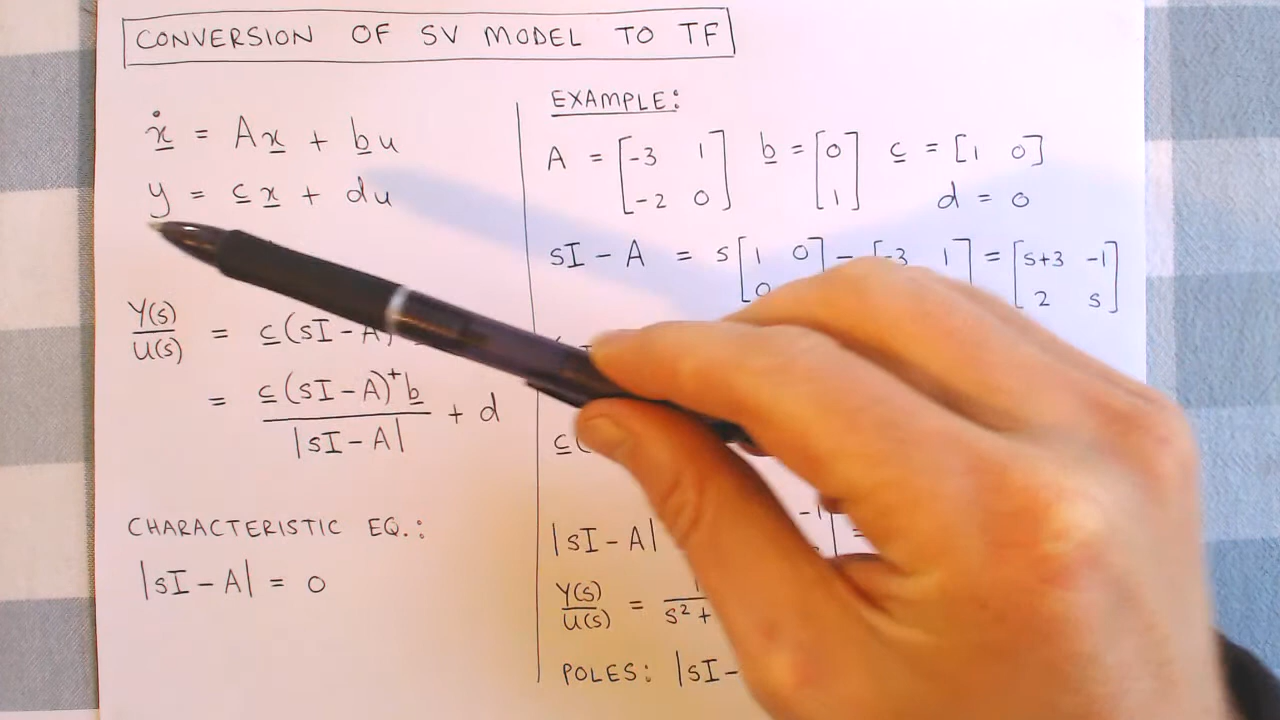 CONVERSION OF SV MODEL TO TF
ẋ = Ax + bu
y = cx + du
Y(s)/U(s) = c(sI - A)
= c(sI - A)⁺b / |sI - A| + d
CHARACTERISTIC EQ.:
|sI - A| = 0
EXAMPLE:
A = [-3 1; -2 0] b = [0; 1] c = [1 0]
d = 0
sI - A = s[1 0; 0 - [-3 1] = [s+3 -1; 2 s]
c(
|sI - A| -1 =
Y(s)/U(s) = 1/s² +
POLES: |sI -